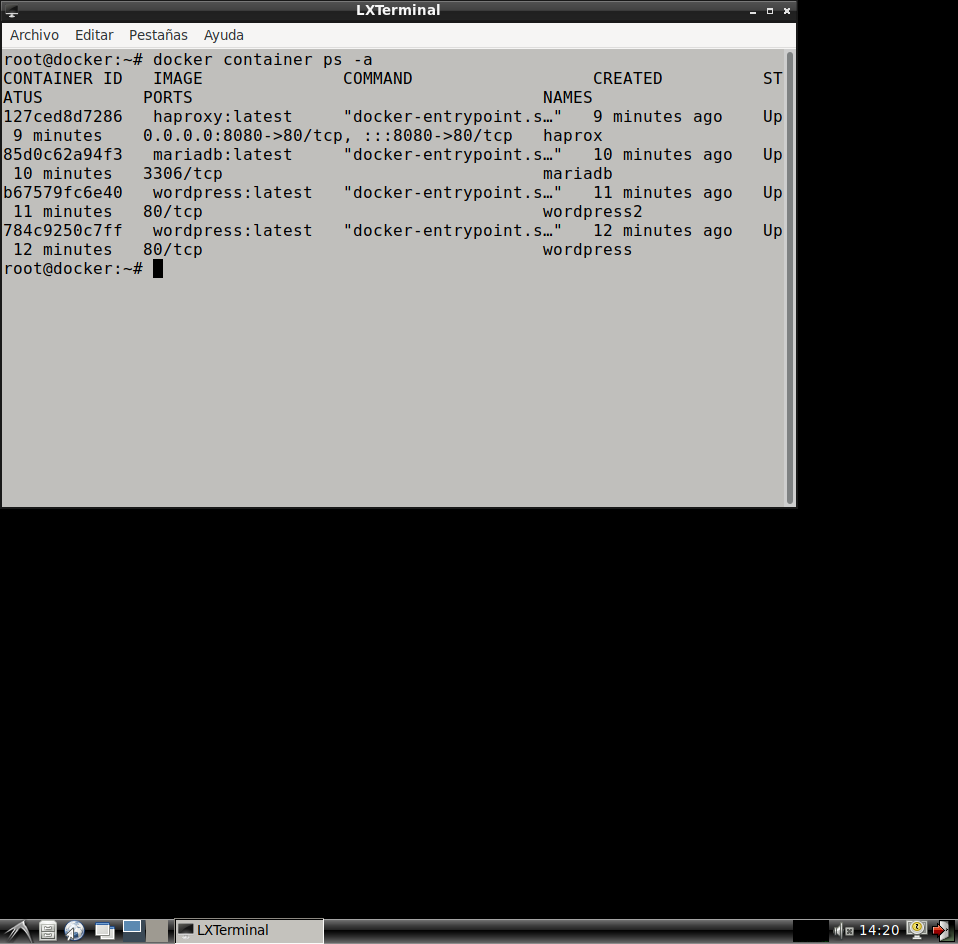 LXTerminal
Archivo Editar Pestañas Ayuda
root@docker:~# docker container ps -a
CONTAINER ID   IMAGE              COMMAND                  CREATED          ST
ATUS          PORTS                                   NAMES
127ced8d7286   haproxy:latest     "docker-entrypoint.s…"   9 minutes ago    Up
 9 minutes    0.0.0.0:8080->80/tcp, :::8080->80/tcp   haprox
85d0c62a94f3   mariadb:latest     "docker-entrypoint.s…"   10 minutes ago   Up
 10 minutes   3306/tcp                                mariadb
b67579fc6e40   wordpress:latest   "docker-entrypoint.s…"   11 minutes ago   Up
 11 minutes   80/tcp                                  wordpress2
784c9250c7ff   wordpress:latest   "docker-entrypoint.s…"   12 minutes ago   Up
 12 minutes   80/tcp                                  wordpress
root@docker:~#
LXTerminal
14:20